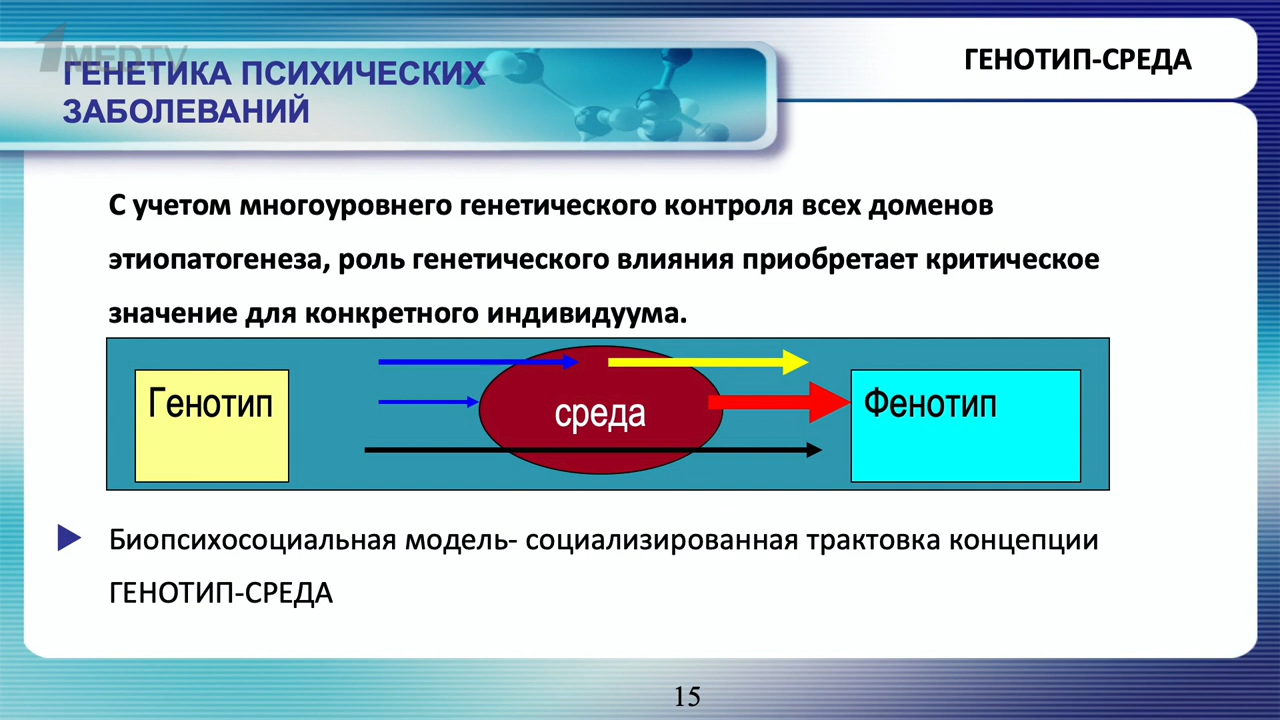 1MEDTV
ГЕНОТИП-СРЕДА
ГЕНЕТИКА ПСИХИЧЕСКИХ
ЗАБОЛЕВАНИЙ
С учетом многоуровнего генетического контроля всех доменов
этиопатогенеза, роль генетического влияния приобретает критическое
значение для конкретного индивидуума.
Генотип
среда
Фенотип
Биопсихосоциальная модель- социализированная трактовка концепции
ГЕНОТИП-СРЕДА
15